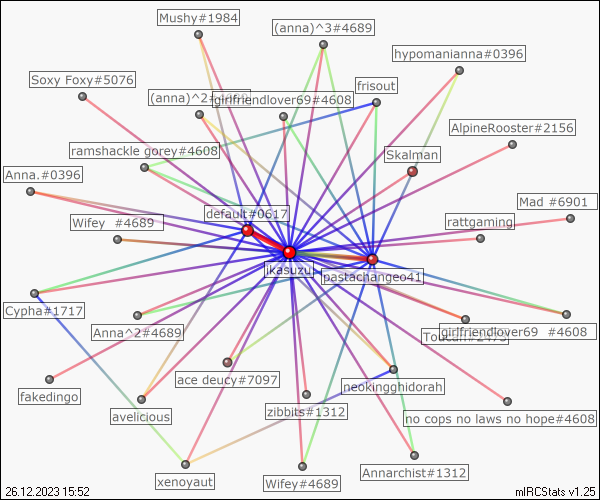 Mushy#1984
(anna)^3#4689
hypomanianna#0396
Soxy Foxy#5076
frisout
(anna)^2#
girlfriendlover69#4608
AlpineRooster#2156
ramshackle gorey#4608
Skalman
Anna.#0396
Mad #6901
default#0617
Wifey #4689
rattgaming
ikasuzu
pastachangeo41
Cypha#1717
Anna^2#4689
girlfriendlover69 #4608
ace deucy#7097
neokingghidorah
fakedingo
avelicious
zibbits#1312
no cops no laws no hope#4608
xenoyaut
Wifey#4689
Annarchist#1312
26.12.2023 15:52
mIRCStats v1.25